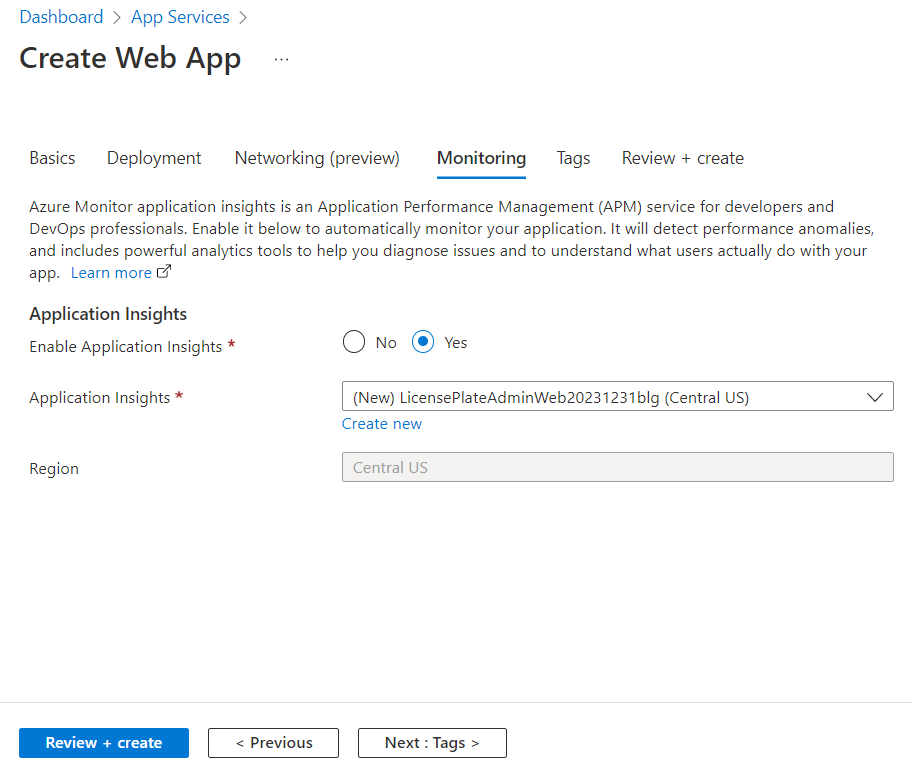 Dashboard > App Services >
Create Web App ...
Basics Deployment Networking (preview) Monitoring Tags Review + create
Azure Monitor application insights is an Application Performance Management (APM) service for developers and
DevOps professionals. Enable it below to automatically monitor your application. It will detect performance anomalies,
and includes powerful analytics tools to help you diagnose issues and to understand what users actually do with your
app. Learn more
Application Insights
Enable Application Insights * No Yes
Application Insights * (New) LicensePlateAdminWeb20231231blg (Central US)
Create new
Region Central US
Review + create < Previous Next : Tags >